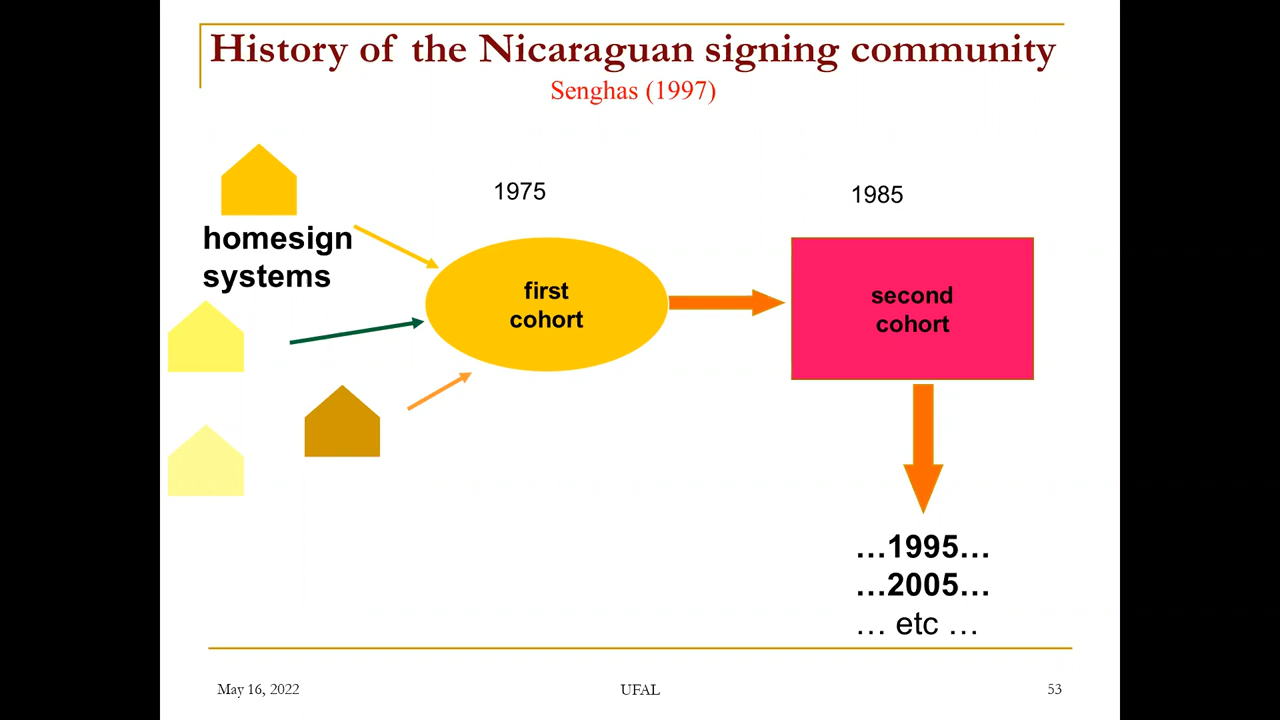 History of the Nicaraguan signing community
Senghas (1997)
1975
1985
homesign
systems
first
cohort
second
cohort
…1995…
…2005…
… etc …
May 16, 2022
UFAL
53